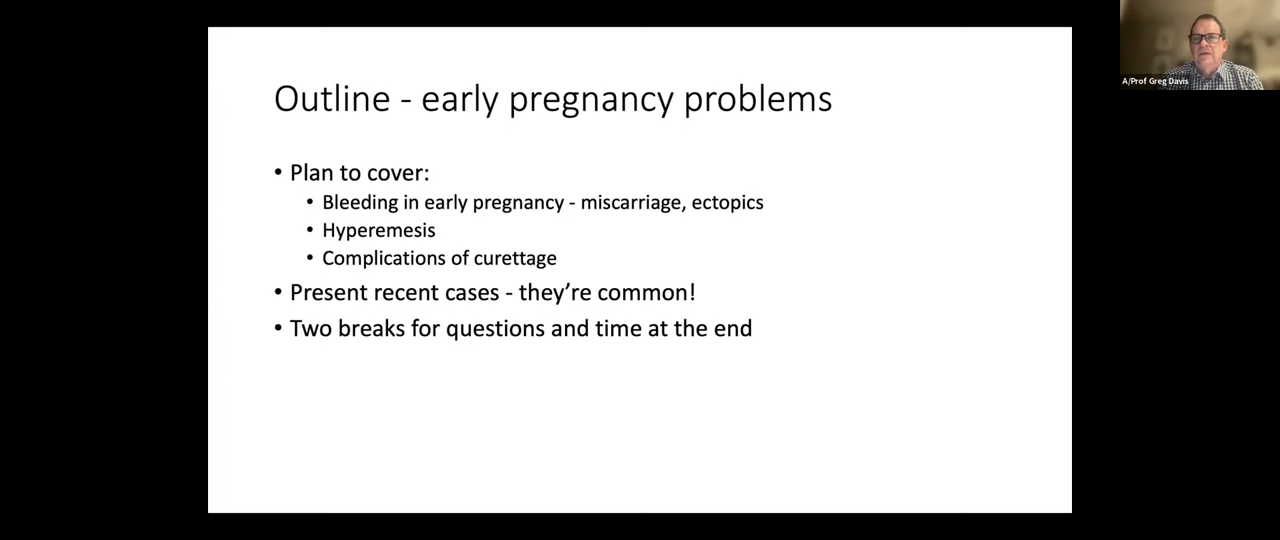 Outline - early pregnancy problems
• Plan to cover:
• Bleeding in early pregnancy - miscarriage, ectopics
• Hyperemesis
• Complications of curettage
• Present recent cases - they’re common!
• Two breaks for questions and time at the end
A/Prof Greg Davis